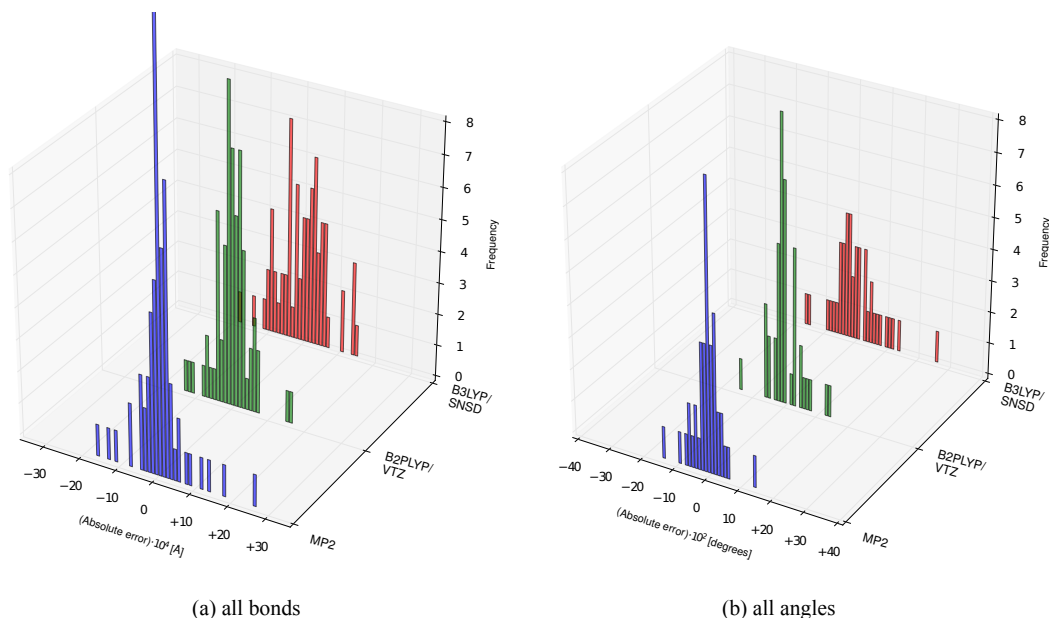 8
7
6
5
4
3
2
1
0
Frequency
B3LYP/
SNSD
B2PLYP/
VTZ
MP2
−30
−20
−10
0
+10
+20
+30
(Absolute error)·10⁴ [Å]
(a) all bonds
8
7
6
5
4
3
2
1
0
Frequency
B3LYP/
SNSD
B2PLYP/
VTZ
MP2
−40
−30
−20
−10
0
10
+20
+30
+40
(Absolute error)·10² [degrees]
(b) all angles